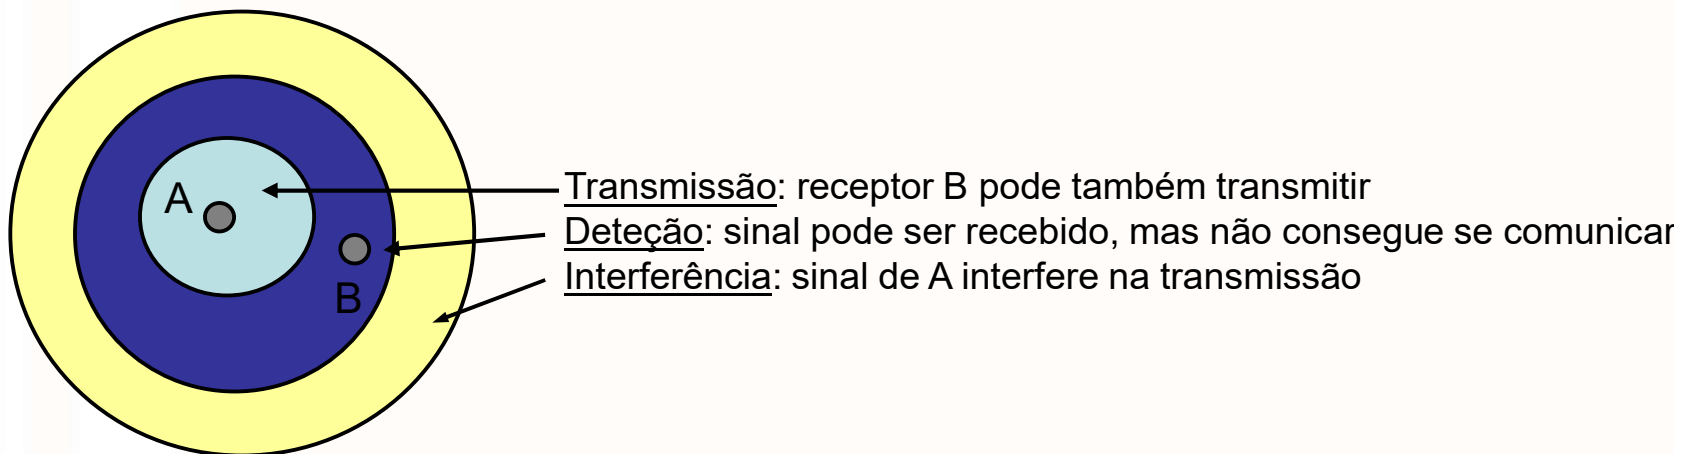 A
B
Transmissão: receptor B pode também transmitir
Deteção: sinal pode ser recebido, mas não consegue se comunicar
Interferência: sinal de A interfere na transmissão